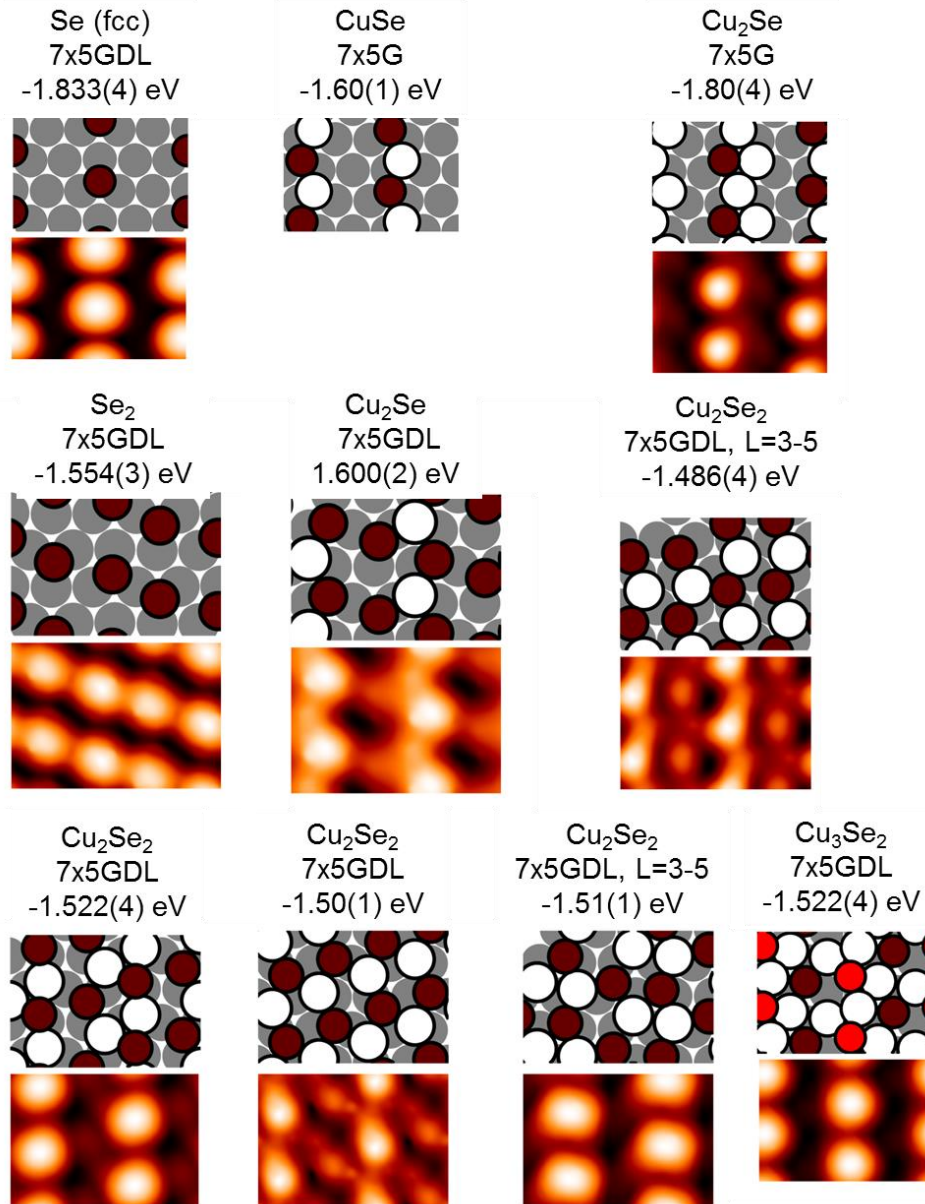 Se (fcc)
7x5GDL
-1.833(4) eV
CuSe
7x5G
-1.60(1) eV
Cu₂Se
7x5G
-1.80(4) eV
Se₂
7x5GDL
-1.554(3) eV
Cu₂Se
7x5GDL
1.600(2) eV
Cu₂Se₂
7x5GDL, L=3-5
-1.486(4) eV
Cu₂Se₂
7x5GDL
-1.522(4) eV
Cu₂Se₂
7x5GDL
-1.50(1) eV
Cu₂Se₂
7x5GDL, L=3-5
-1.51(1) eV
Cu₃Se₂
7x5GDL
-1.522(4) eV